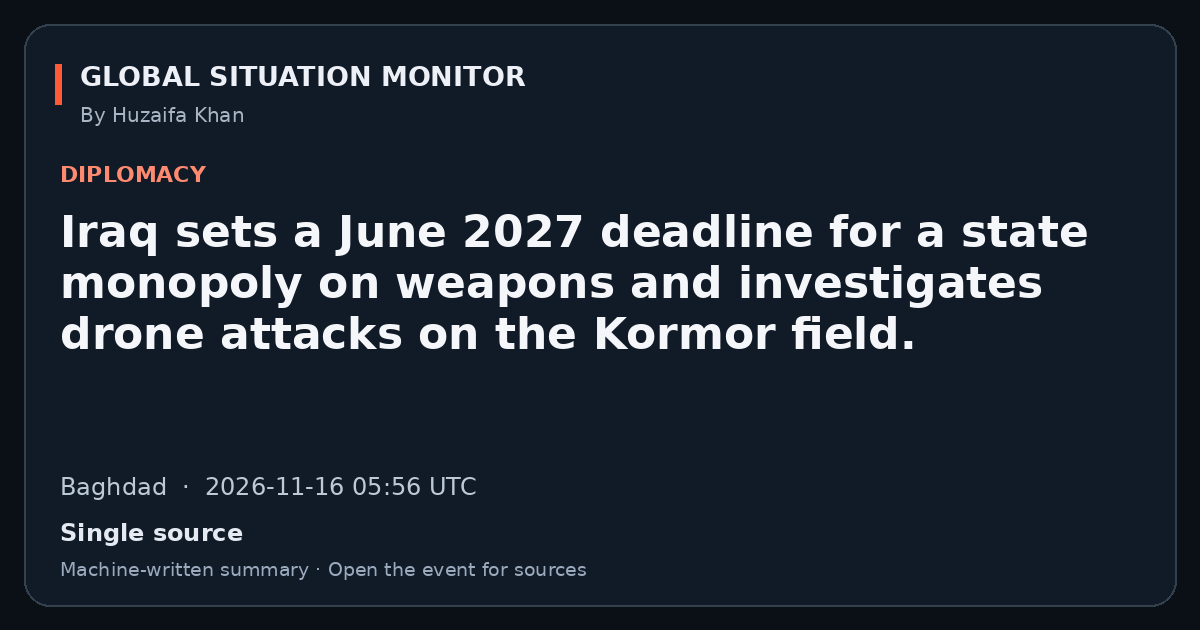 GLOBAL SITUATION MONITOR
By Huzaifa Khan
DIPLOMACY
Iraq sets a June 2027 deadline for a state
monopoly on weapons and investigates
drone attacks on the Kormor field.
Baghdad · 2026-11-16 05:56 UTC
Single source
Machine-written summary · Open the event for sources